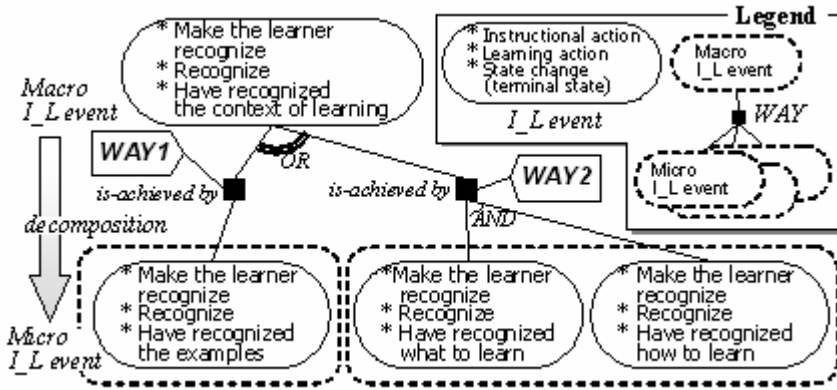 * Make the learner
recognize
* Recognize
* Have recognized
the context of learning
Macro
I_L event
WAY1
OR
is-achieved by
is-achieved by
WAY2
AND
decomposition
* Make the learner
recognize
* Recognize
* Have recognized
the examples
*Make the learner
recognize
* Recognize
* Have recognized
what to learn
* Make the learner
recognize
* Recognize
* Have recognized
how to learn
Micro
I_L event
Legend
* Instructional action
* Learning action
* State change
(terminal state)
I_L event
Macro
I_L event
WAY
Micro
I_L event